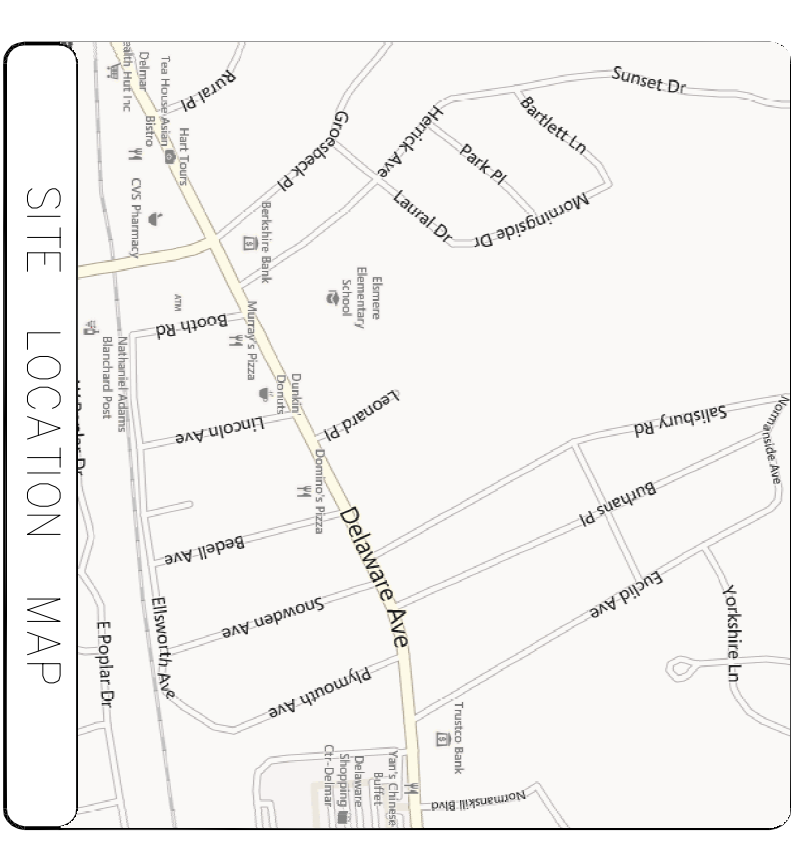 SITE LOCATION MAP
Health Hut Inc
Delmar
Bistro
Tea House Asian
Hart Tours
Rural Pl
CVS Pharmacy
Groesbeck Pl
Berkshire Bank
Herrick Ave
Park Pl
Bartlett Ln
Sunset Dr
Laural Dr
Morningside Dr
Elsmere
Elementary
School
ATM
Booth Rd
Murray's Pizza
Nathaniel Adams
Blanchard Post
Dunkin'
Donuts
Lincoln Ave
Leonard Pl
Domino's Pizza
Salisbury Rd
Normanside Ave
Burhans Pl
Delaware Ave
Bedell Ave
Snowden Ave
Ellsworth Ave
E Poplar Dr
Plymouth Ave
Euclid Ave
Yorkshire Ln
Trustco Bank
Yan's Chinese
Buffet
Delaware
Shopping
Ctr-Delmar
Normanskill Blvd